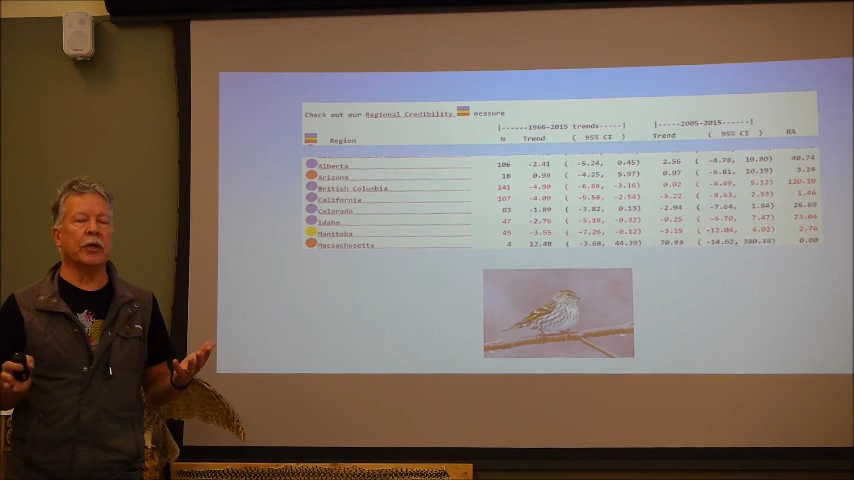 Check out our Regional Credibility measure
|------1966-2015 trends------| |-----2005-2015------|
Region N Trend ( 95% CI ) Trend ( 95% CI ) R%
Alberta 106 -2.41 ( -5.24, 0.45) 2.56 ( -4.78, 10.80) 40.74
Arizona 18 0.98 ( -4.25, 5.97) 0.97 ( -6.81, 10.19) 3.24
British Columbia 141 -4.90 ( -6.66, -3.16) 0.02 ( -4.49, 5.12) 120.19
California 107 -4.09 ( -5.58, -2.54) -3.22 ( -8.63, 2.53) 1.46
Colorado 83 -1.89 ( -3.82, 0.13) -2.94 ( -7.64, 1.84) 26.69
Idaho 47 -2.76 ( -5.18, -0.32) -0.25 ( -6.70, 7.47) 23.04
Manitoba 45 -3.55 ( -7.26, -0.12) -3.15 ( -12.04, 4.02) 2.76
Massachusetts 4 12.48 ( -3.68, 44.39) 70.93 ( -14.62, 380.38) 0.00